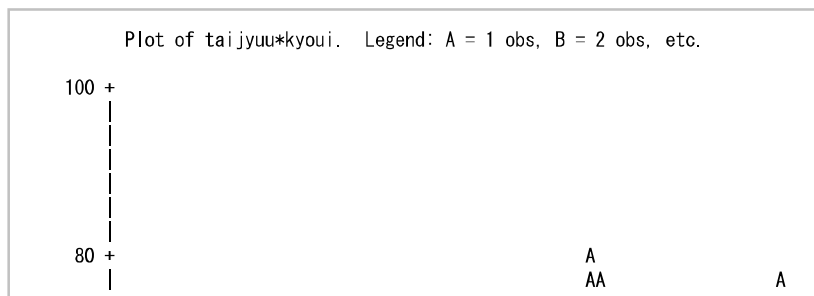 Plot of taijyuu*kyoui.  Legend: A = 1 obs, B = 2 obs, etc.
100 +
|
|
|
|
|
|
80 +                                                A
|                                                AA                 A